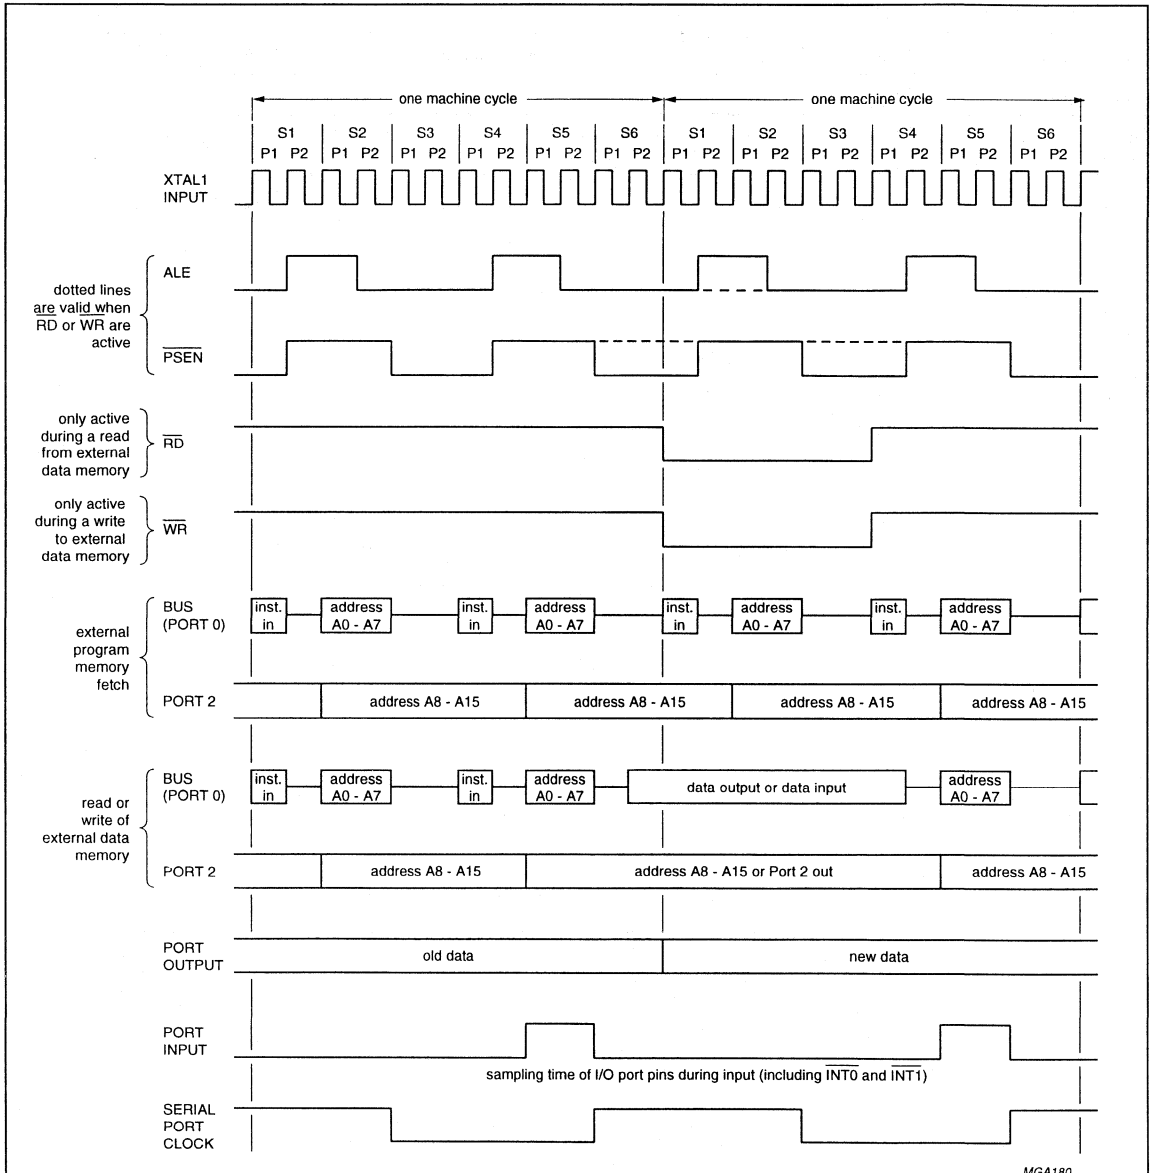 one machine cycle one machine cycle
S1 S2 S3 S4 S5 S6 S1 S2 S3 S4 S5 S6
P1 P2 P1 P2 P1 P2 P1 P2 P1 P2 P1 P2 P1 P2 P1 P2 P1 P2 P1 P2 P1 P2 P1 P2
XTAL1
INPUT
dotted lines
are valid when
RD or WR are
active
ALE
PSEN
only active
during a read
from external
data memory
RD
only active
during a write
to external
data memory
WR
external
program
memory
fetch
BUS
(PORT 0)
inst. address inst. address inst. address inst. address
in A0 - A7 in A0 - A7 in A0 - A7 in A0 - A7
PORT 2
address A8 - A15 address A8 - A15 address A8 - A15 address A8 - A15
read or
write of
external data
memory
BUS
(PORT 0)
inst. address inst. address data output or data input address
in A0 - A7 in A0 - A7 A0 - A7
PORT 2
address A8 - A15 address A8 - A15 or Port 2 out address A8 - A15
PORT
OUTPUT
old data new data
PORT
INPUT
sampling time of I/O port pins during input (including INT0 and INT1)
SERIAL
PORT
CLOCK
MGA180